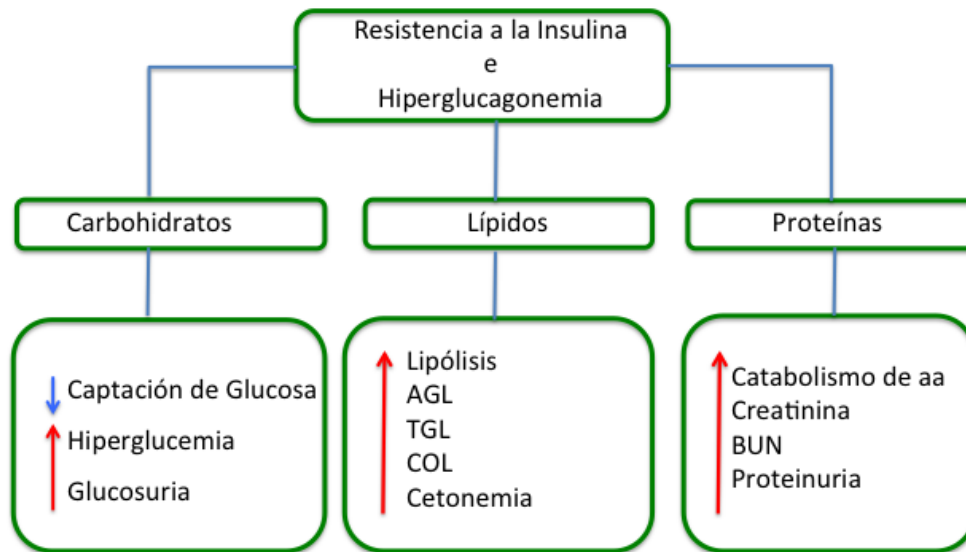 Resistencia a la Insulina
e
Hiperglucagonemia
Carbohidratos
Lípidos
Proteínas
Captación de Glucosa
Hiperglucemia
Glucosuria
Lipólisis
AGL
TGL
COL
Cetonemia
Catabolismo de aa
Creatinina
BUN
Proteinuria